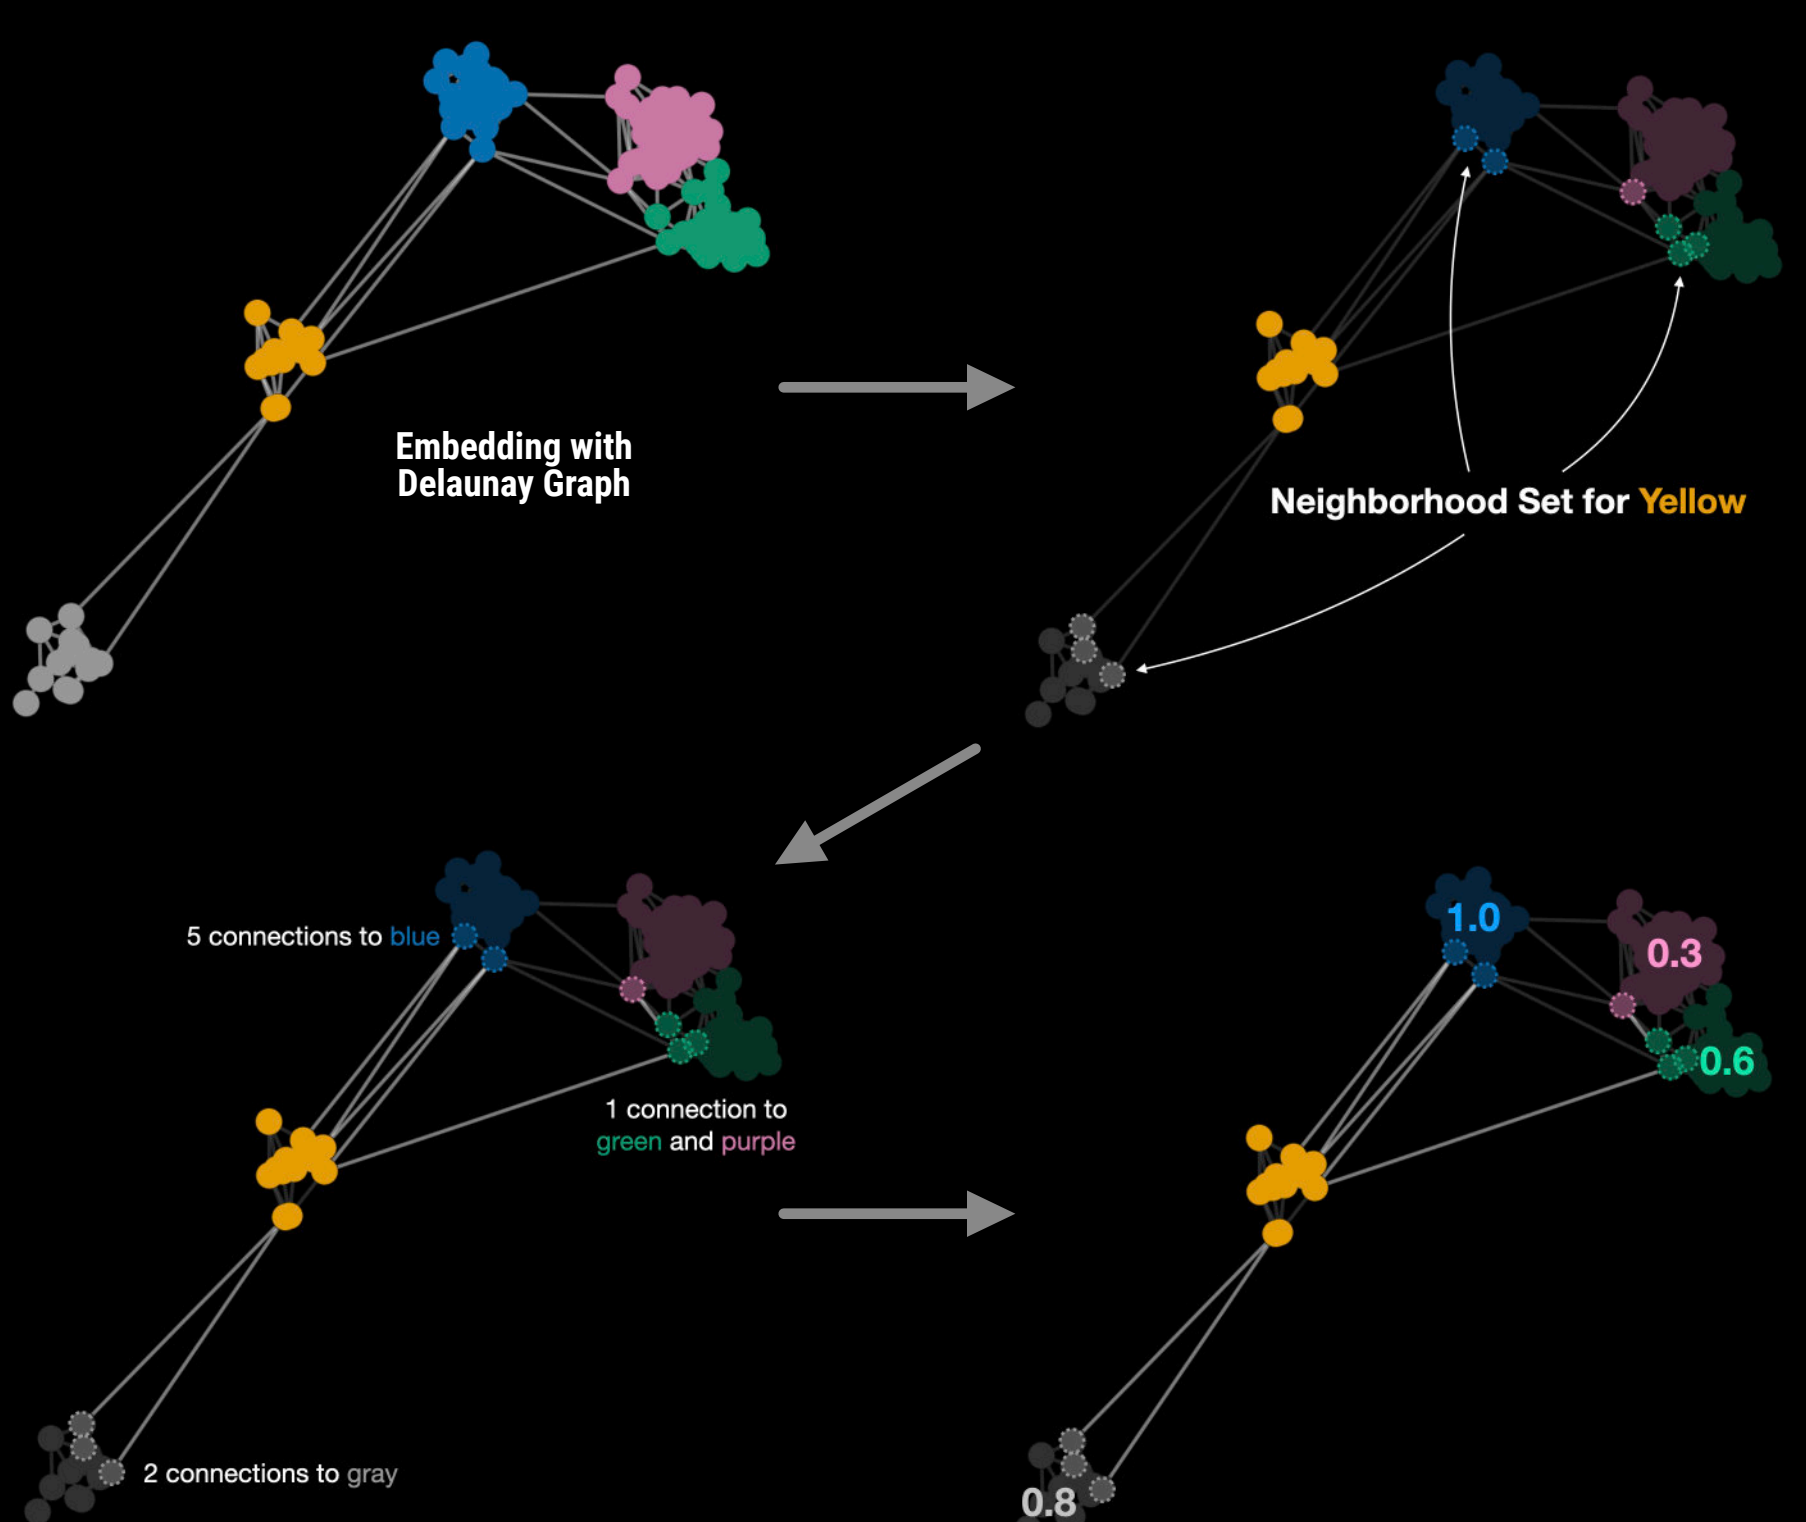 Embedding with
Delaunay Graph
Neighborhood Set for Yellow
5 connections to blue
1 connection to
green and purple
2 connections to gray
1.0
0.3
0.6
0.8